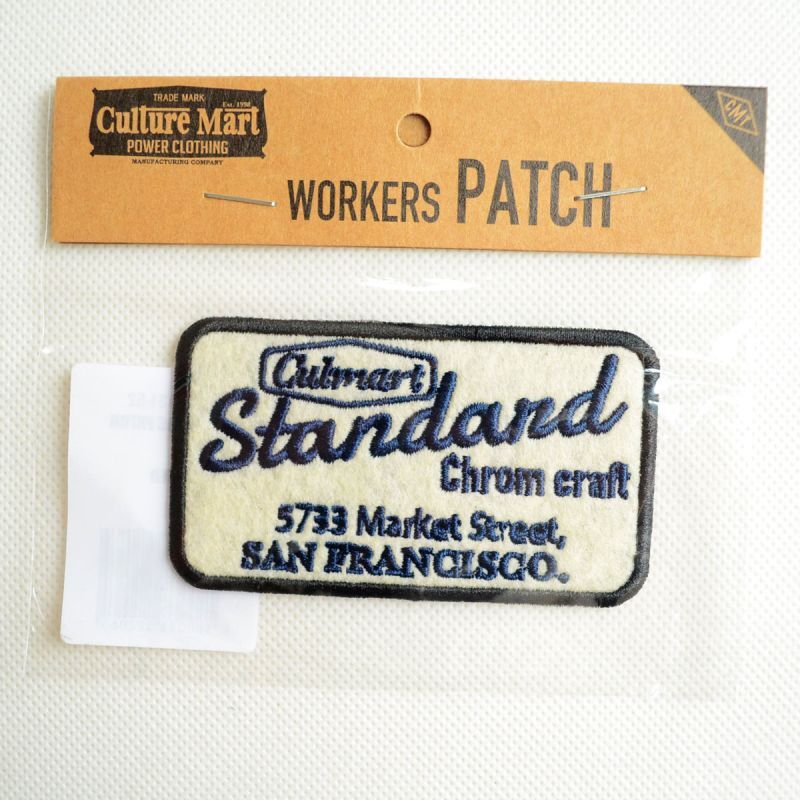 TRADE MARK
Est. 1998
Culture Mart
POWER CLOTHING
MANUFACTURING COMPANY
CMT
WORKERS PATCH
Culmart
Standard
Chrom craft
5733 Market Street,
SAN FRANCISCO.